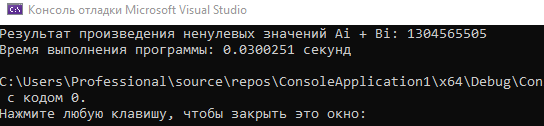 Консоль отладки Microsoft Visual Studio
Результат произведения ненулевых значений Ai + Bi: 1304565505
Время выполнения программы: 0.0300251 секунд
C:\Users\Professional\source\repos\ConsoleApplication1\x64\Debug\Con
с кодом 0.
Нажмите любую клавишу, чтобы закрыть это окно: